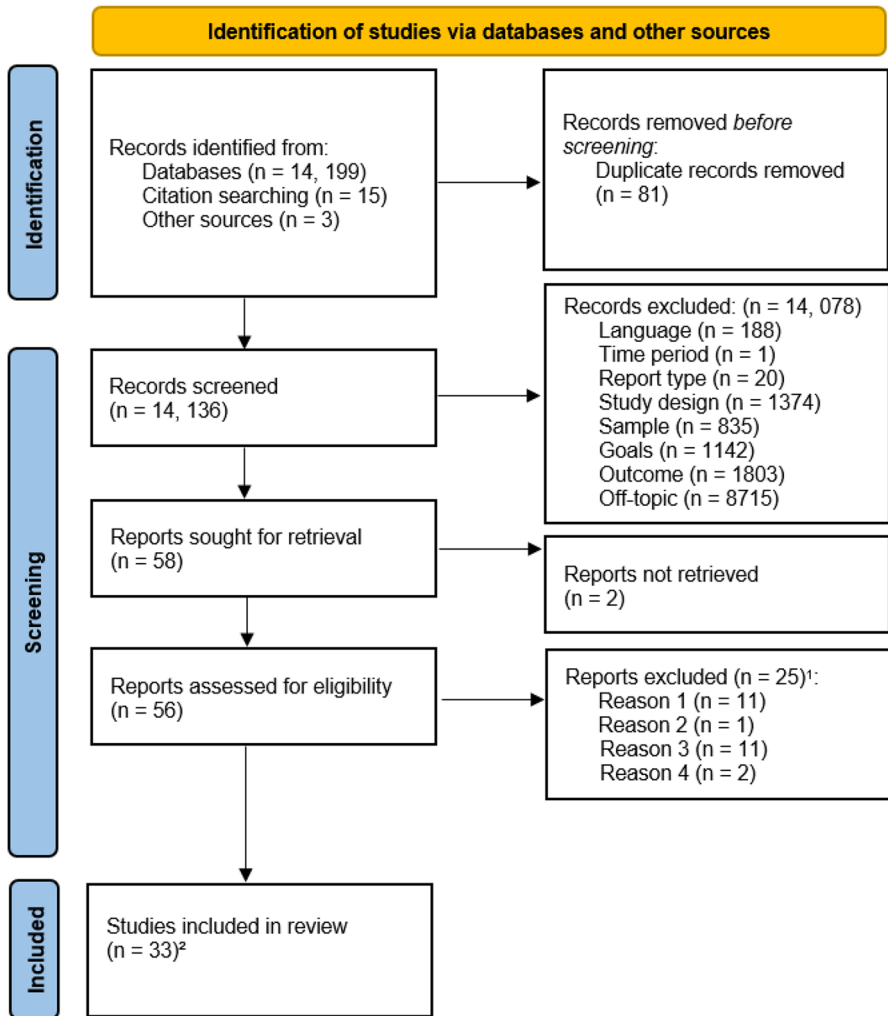 Identification of studies via databases and other sources
Identification
Records identified from:
Databases (n = 14, 199)
Citation searching (n = 15)
Other sources (n = 3)
Records removed before
screening:
Duplicate records removed
(n = 81)
Screening
Records screened
(n = 14, 136)
Records excluded: (n = 14, 078)
Language (n = 188)
Time period (n = 1)
Report type (n = 20)
Study design (n = 1374)
Sample (n = 835)
Goals (n = 1142)
Outcome (n = 1803)
Off-topic (n = 8715)
Reports sought for retrieval
(n = 58)
Reports not retrieved
(n = 2)
Reports assessed for eligibility
(n = 56)
Reports excluded (n = 25)¹:
Reason 1 (n = 11)
Reason 2 (n = 1)
Reason 3 (n = 11)
Reason 4 (n = 2)
Included
Studies included in review
(n = 33)²